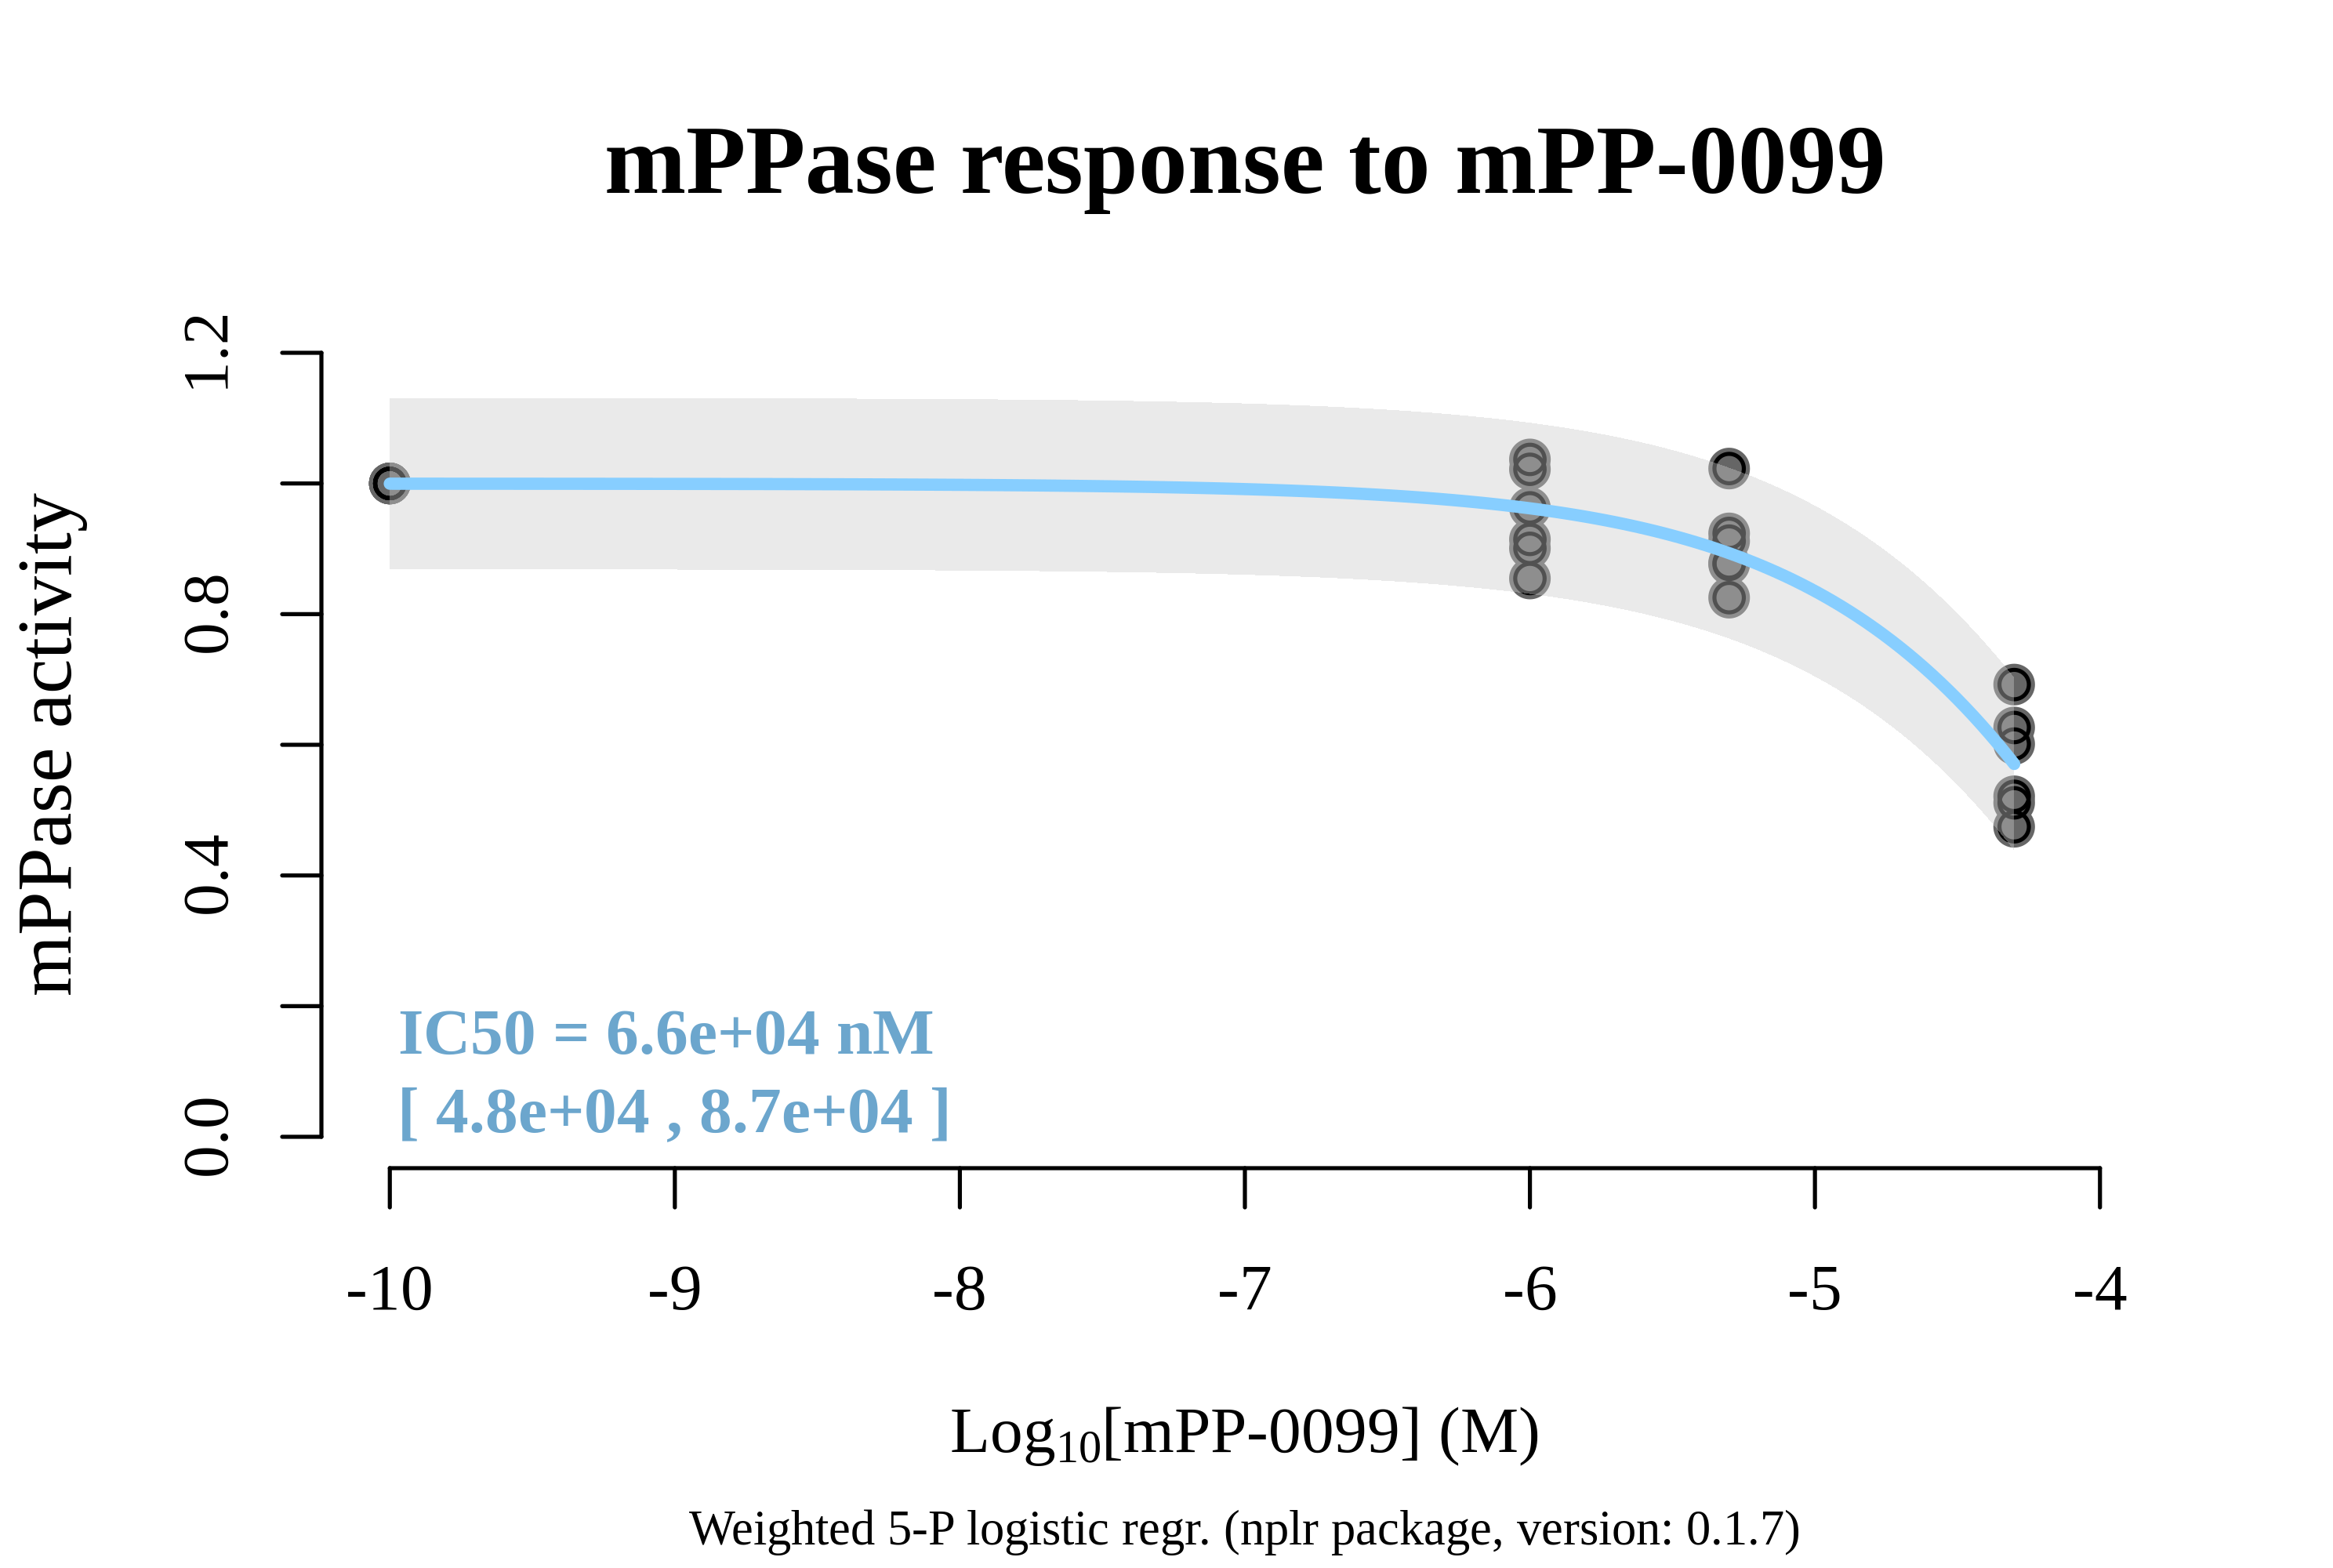 mPPase response to mPP-0099
mPPase activity
1.2
0.8
0.4
0.0
IC50 = 6.6e+04 nM
[ 4.8e+04 , 8.7e+04 ]
-10 -9 -8 -7 -6 -5 -4
Log10[mPP-0099] (M)
Weighted 5-P logistic regr. (nplr package, version: 0.1.7)